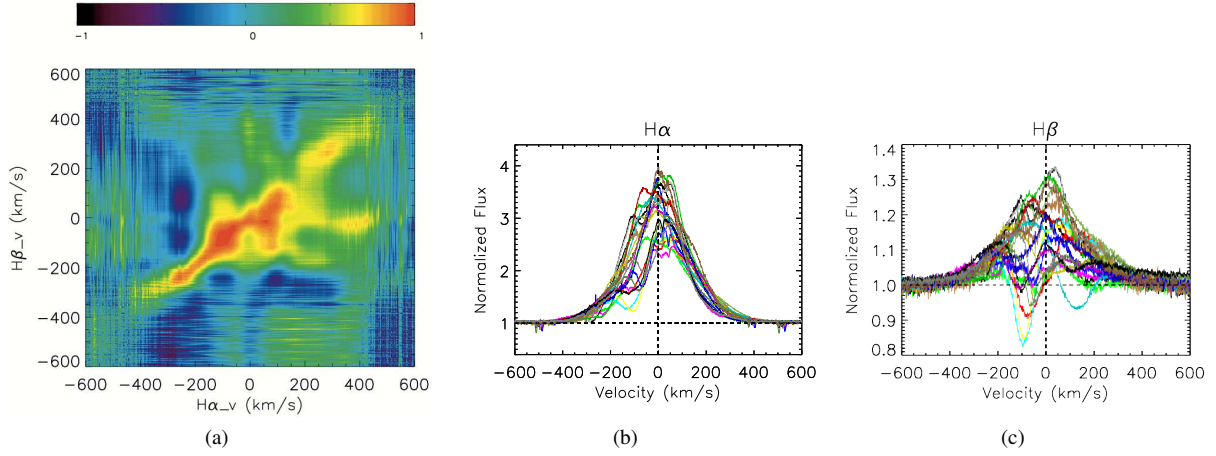 -1 0 1
600
400
200
0
-200
-400
-600
Hβ_v (km/s)
-600 -400 -200 0 200 400 600
Hα_v (km/s)
(a)
Hα
4
3
2
1
Normalized Flux
-600 -400 -200 0 200 400 600
Velocity (km/s)
(b)
Hβ
1.4
1.3
1.2
1.1
1.0
0.9
0.8
Normalized Flux
-600 -400 -200 0 200 400 600
Velocity (km/s)
(c)